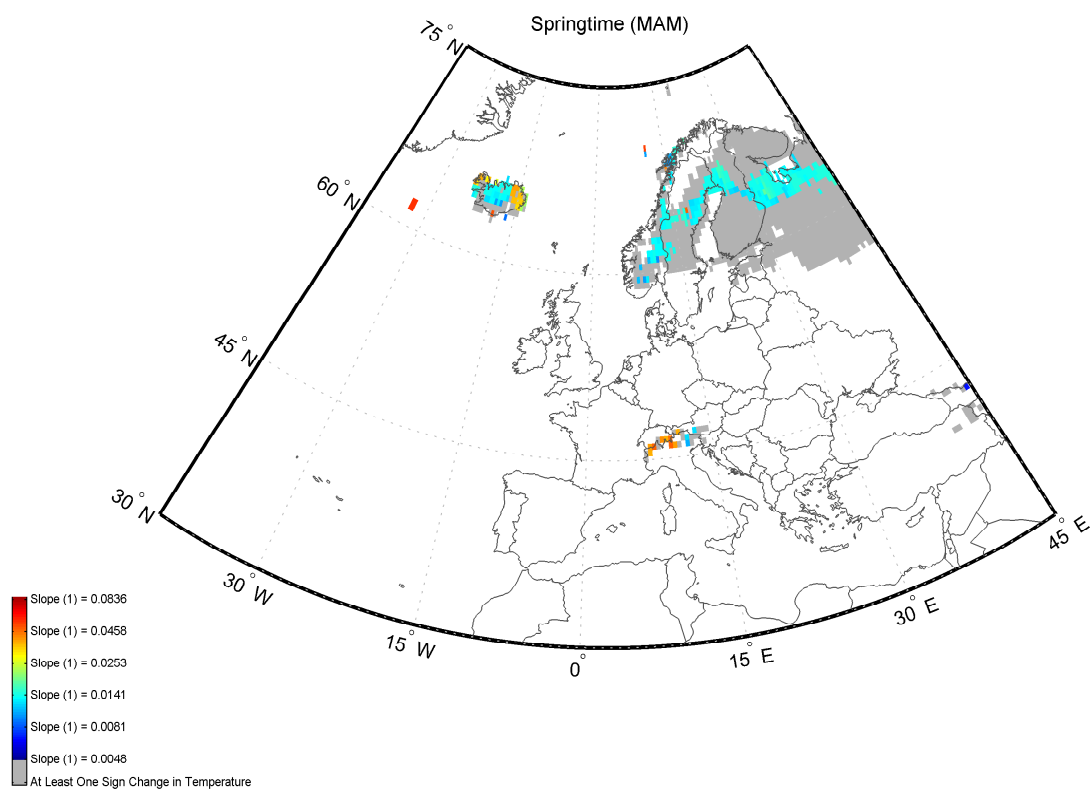 Springtime (MAM)
75° N
60° N
45° N
30° N
30° W
15° W
0°
15° E
30° E
45° E
Slope (1) = 0.0836
Slope (1) = 0.0458
Slope (1) = 0.0253
Slope (1) = 0.0141
Slope (1) = 0.0081
Slope (1) = 0.0048
At Least One Sign Change in Temperature